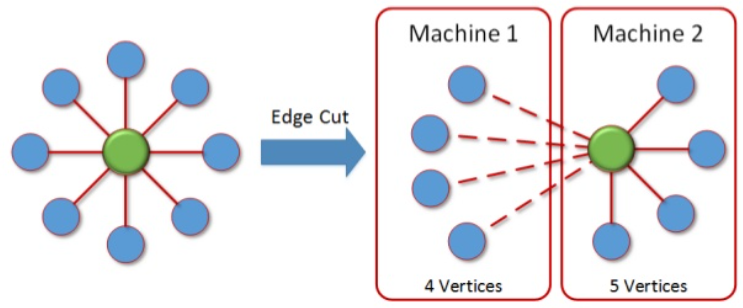 Edge Cut
Machine 1
Machine 2
4 Vertices
5 Vertices